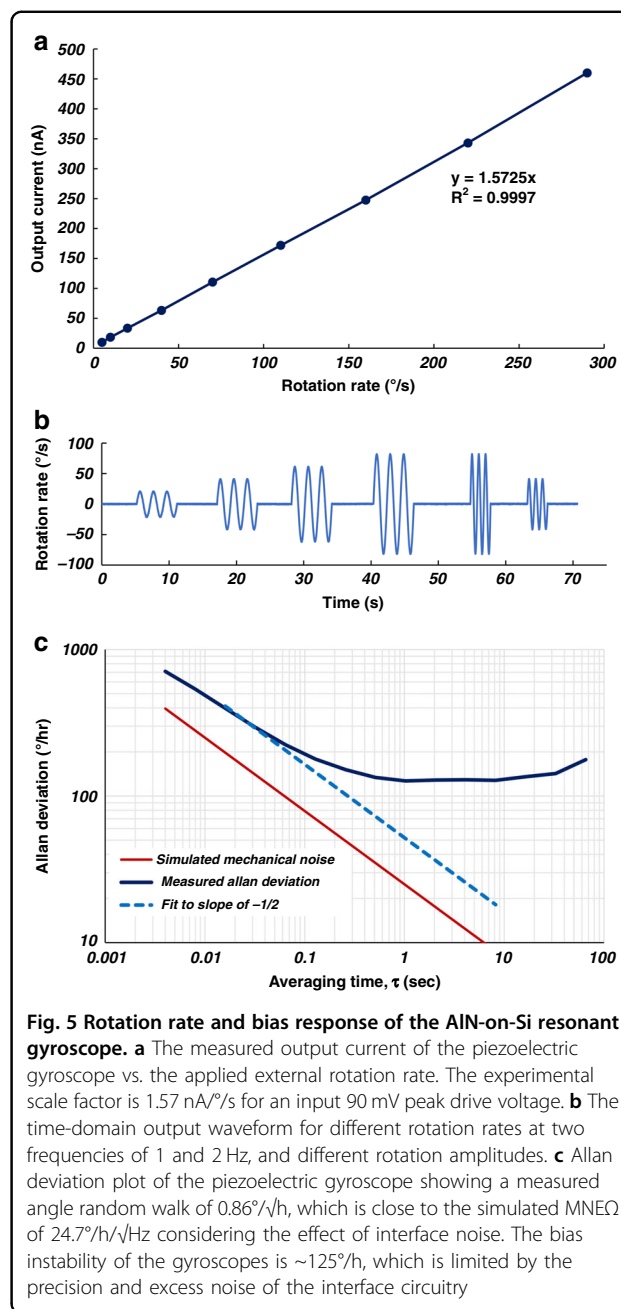 a
500
450
400
350
300
250
200
150
100
50
0
Output current (nA)
y = 1.5725x
R² = 0.9997
0 50 100 150 200 250 300
Rotation rate (°/s)
b
100
50
0
−50
−100
Rotation rate (°/s)
0 10 20 30 40 50 60 70
Time (s)
c
1000
100
10
Allan deviation (°/hr)
Simulated mechanical noise
Measured allan deviation
Fit to slope of −1/2
0.001 0.01 0.1 1 10 100
Averaging time, τ (sec)
Fig. 5 Rotation rate and bias response of the AlN-on-Si resonant
gyroscope. a The measured output current of the piezoelectric
gyroscope vs. the applied external rotation rate. The experimental
scale factor is 1.57 nA/°/s for an input 90 mV peak drive voltage. b The
time-domain output waveform for different rotation rates at two
frequencies of 1 and 2 Hz, and different rotation amplitudes. c Allan
deviation plot of the piezoelectric gyroscope showing a measured
angle random walk of 0.86°/√h, which is close to the simulated MNEΩ
of 24.7°/h/√Hz considering the effect of interface noise. The bias
instability of the gyroscopes is ~125°/h, which is limited by the
precision and excess noise of the interface circuitry